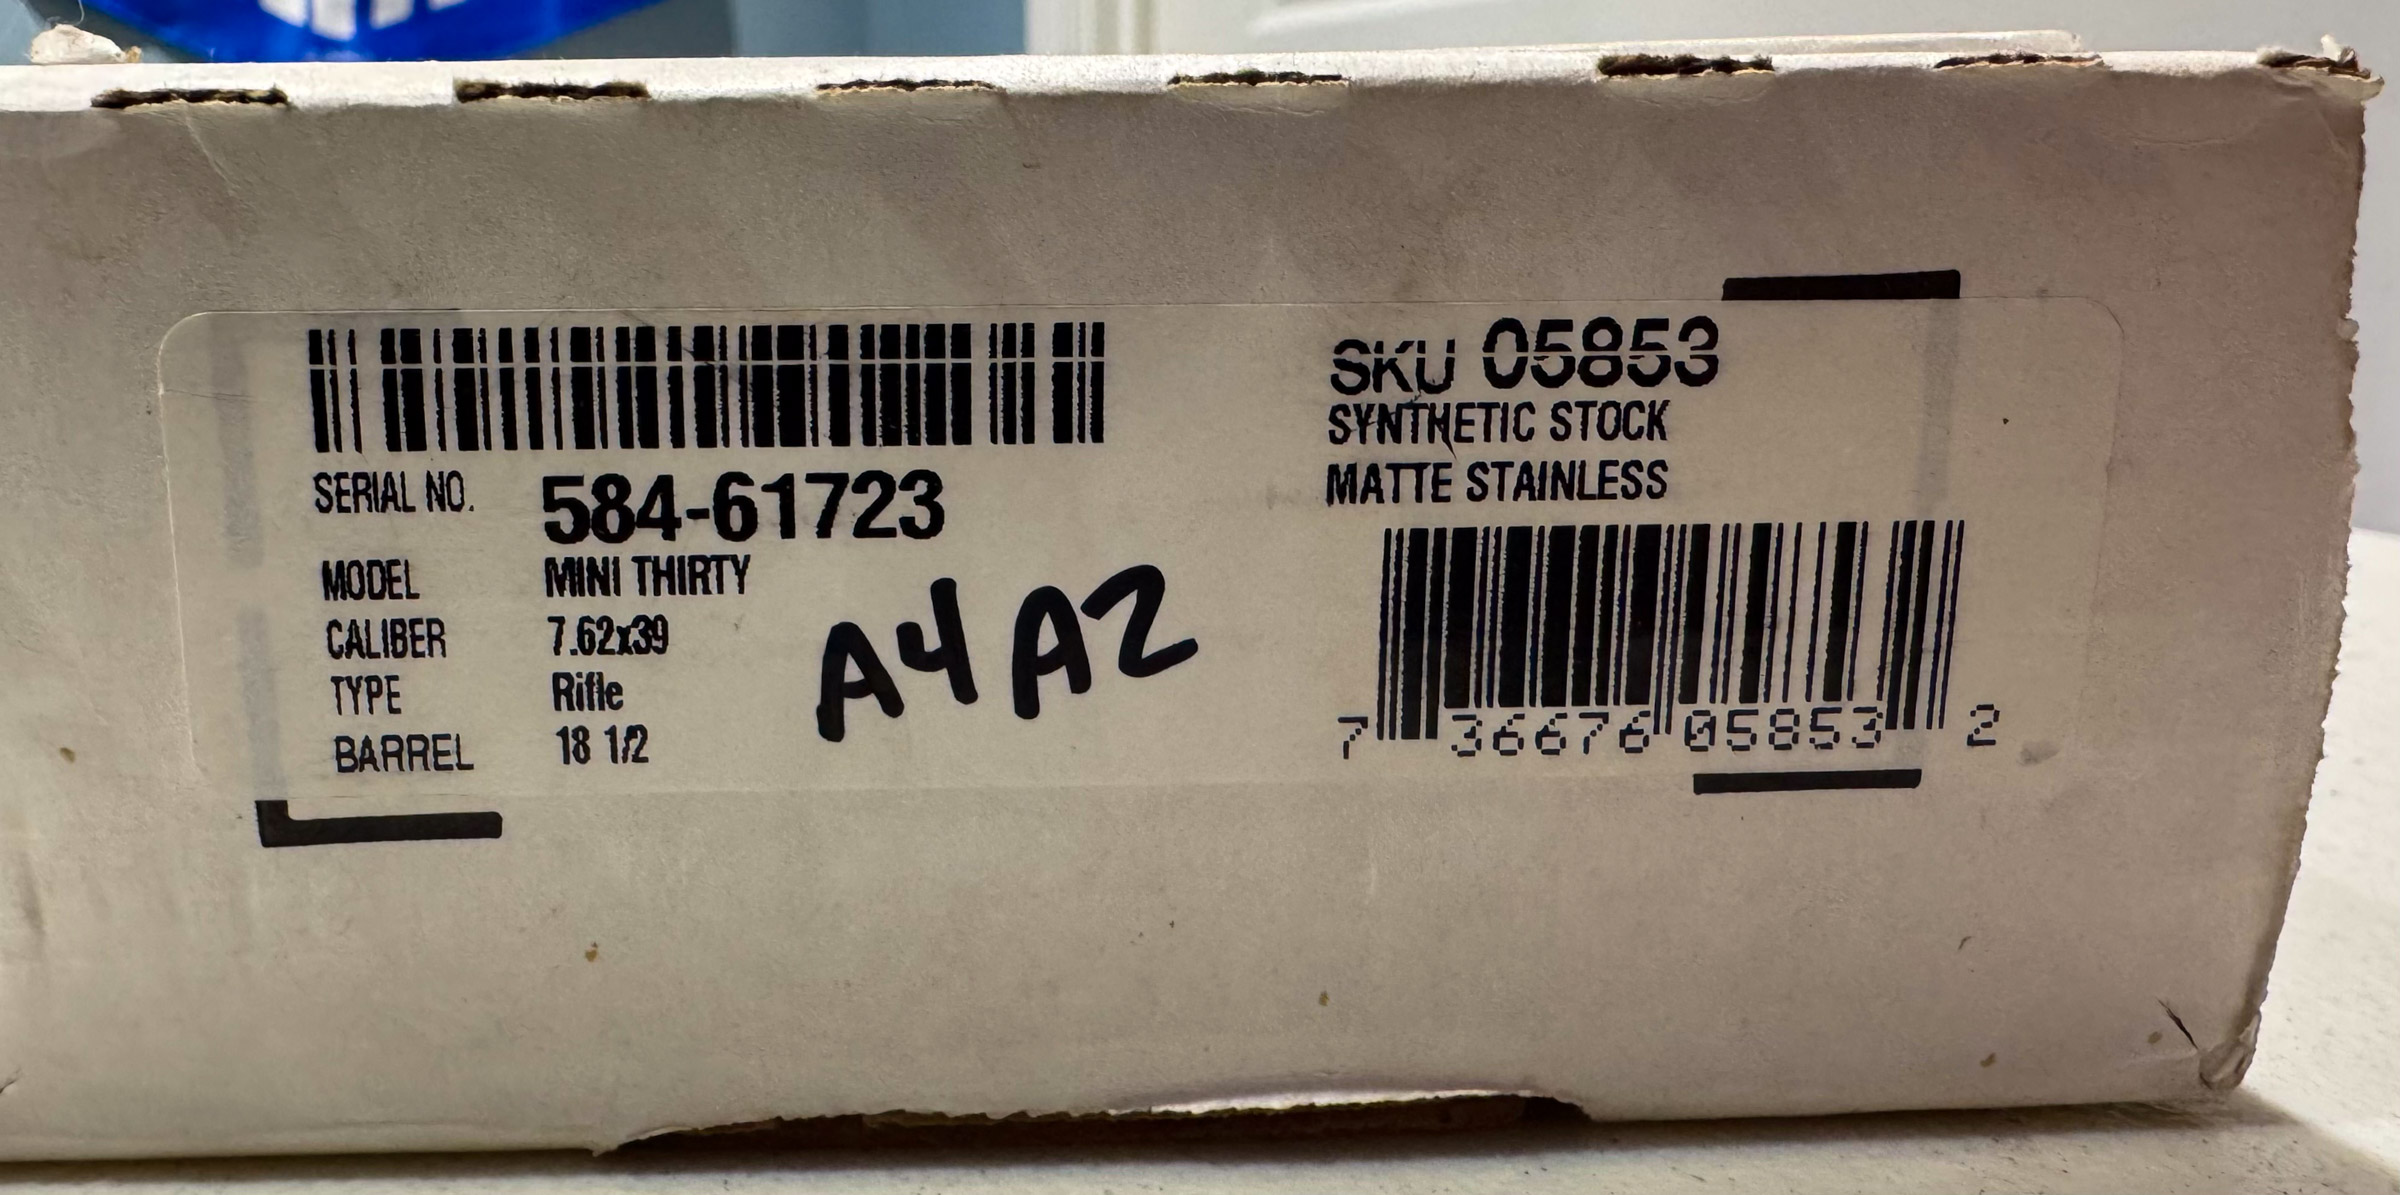 SERIAL NO. 584-61723
MODEL MINI THIRTY
CALIBER 7.62x39
TYPE Rifle
BARREL 18 1/2
A4A2
SKU 05853
SYNTHETIC STOCK
MATTE STAINLESS
7 36676 05853 2